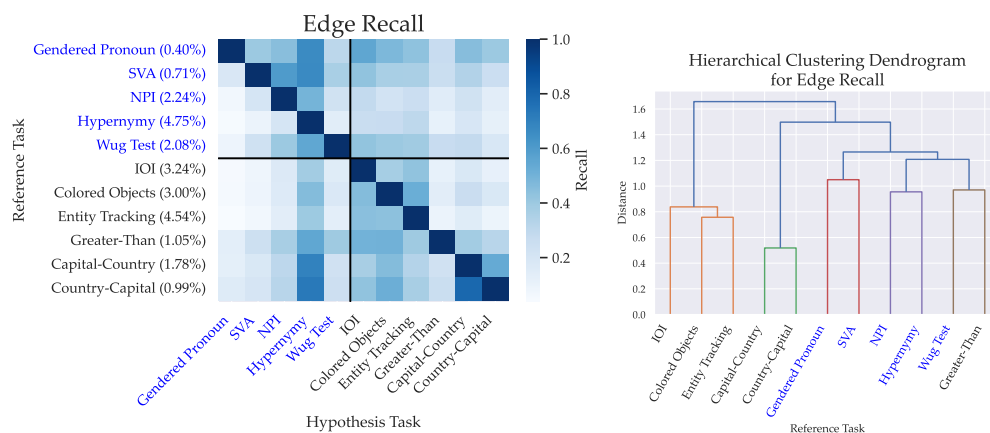 Edge Recall
Reference Task
Gendered Pronoun (0.40%)
SVA (0.71%)
NPI (2.24%)
Hypernymy (4.75%)
Wug Test (2.08%)
IOI (3.24%)
Colored Objects (3.00%)
Entity Tracking (4.54%)
Greater-Than (1.05%)
Capital-Country (1.78%)
Country-Capital (0.99%)
Gendered Pronoun
SVA
NPI
Hypernymy
Wug Test
IOI
Colored Objects
Entity Tracking
Greater-Than
Capital-Country
Country-Capital
Hypothesis Task
1.0
0.8
0.6
0.4
0.2
Recall
Hierarchical Clustering Dendrogram
for Edge Recall
Distance
1.6
1.4
1.2
1.0
0.8
0.6
0.4
0.2
0.0
IOI
Colored Objects
Entity Tracking
Capital-Country
Country-Capital
Gendered Pronoun
SVA
NPI
Hypernymy
Wug Test
Greater-Than
Reference Task